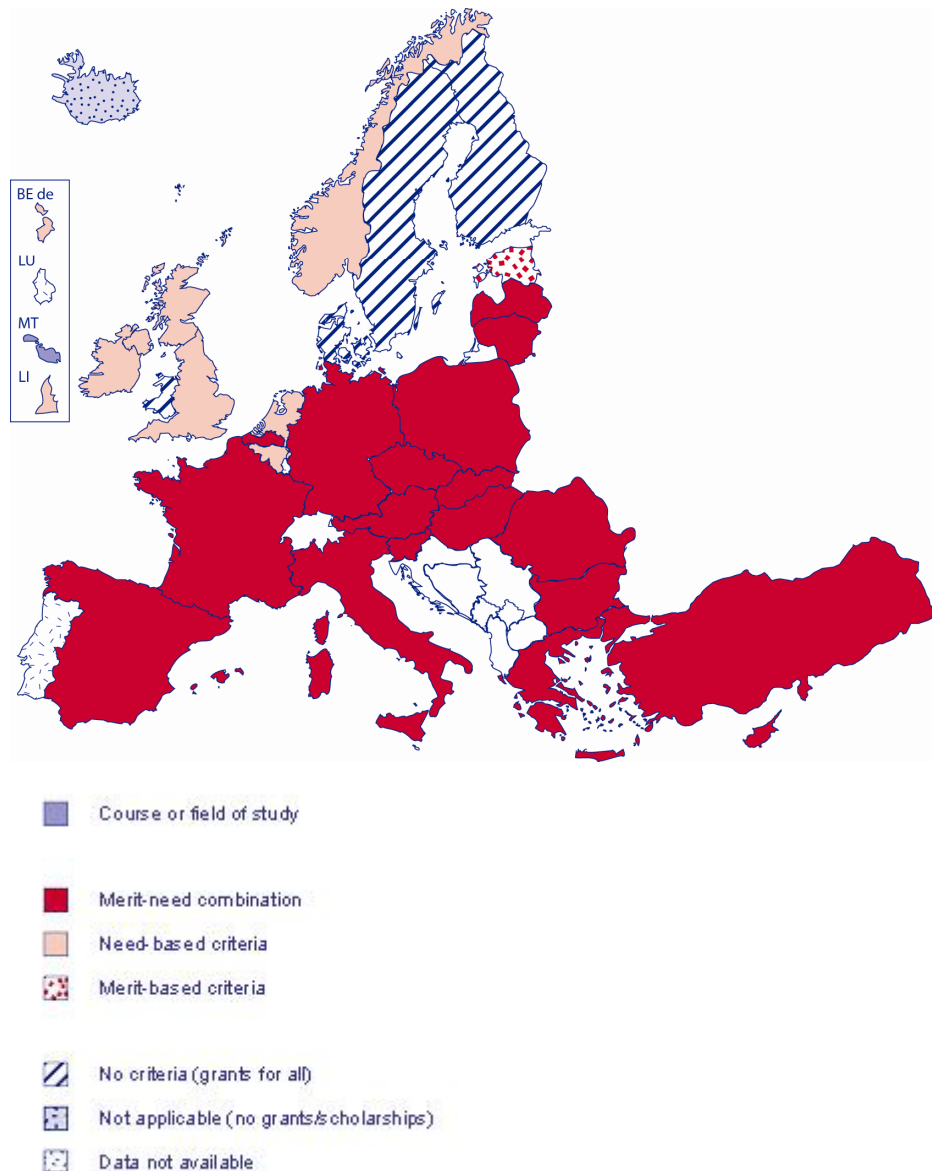 BE de
LU
MT
LI
Course or field of study
Merit-need combination
Need-based criteria
Merit-based criteria
No criteria (grants for all)
Not applicable (no grants/scholarships)
Data not available